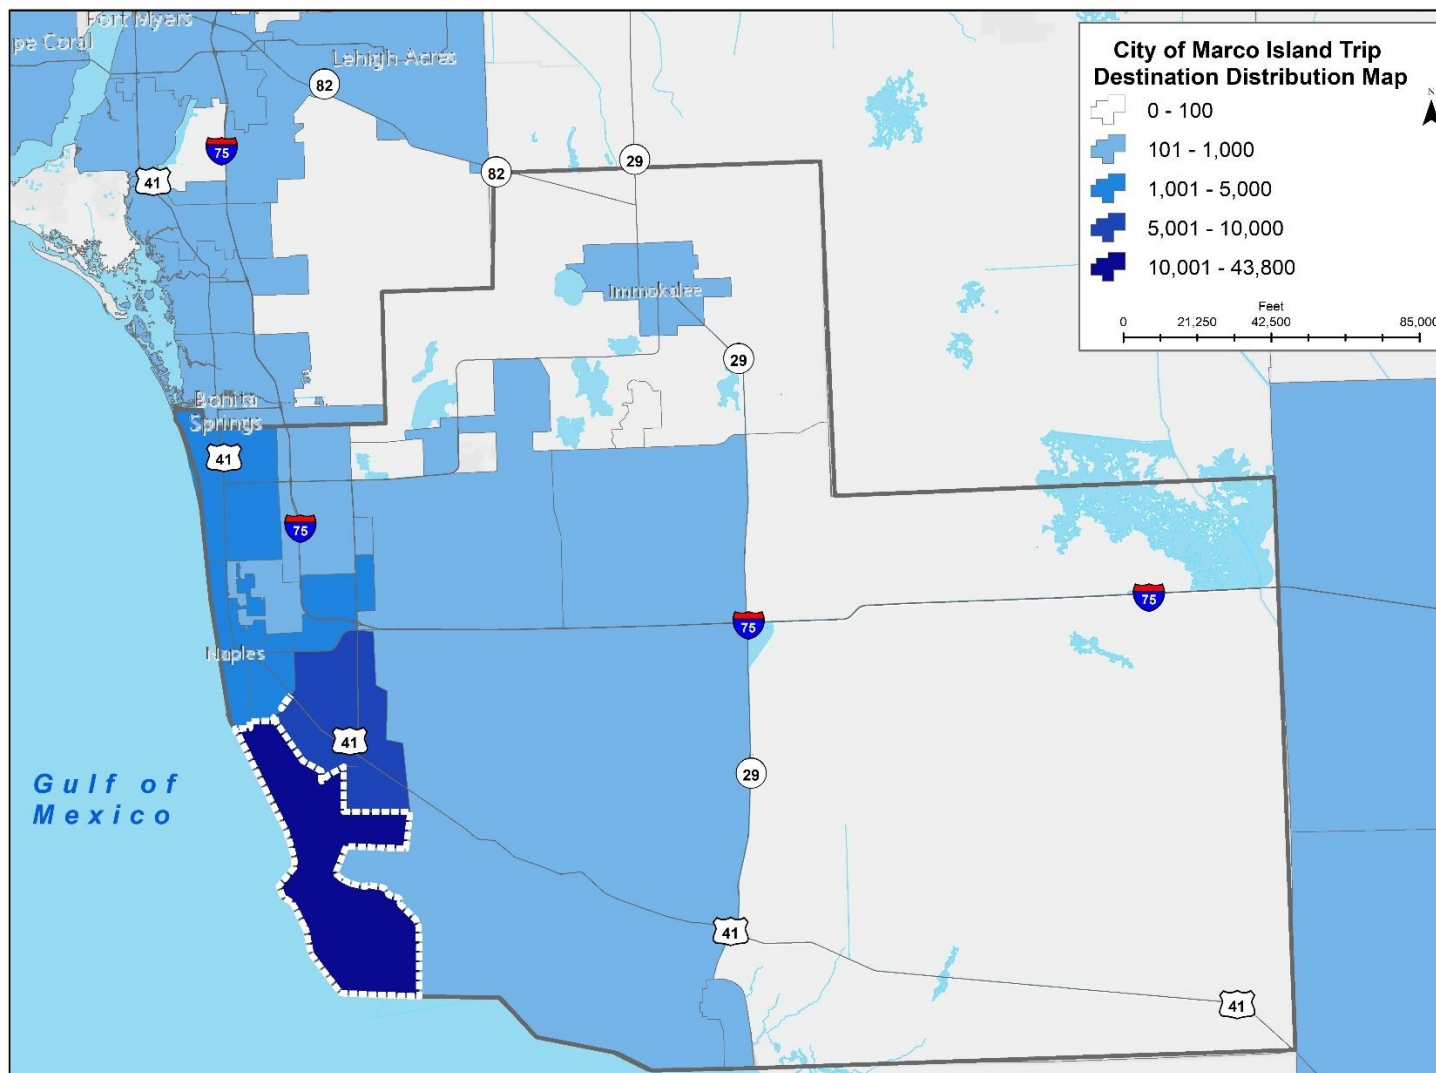 Fort Myers
pe Coral
Lehigh Acres
82
75
41
82
29
City of Marco Island Trip
Destination Distribution Map
N
0 - 100
101 - 1,000
1,001 - 5,000
5,001 - 10,000
10,001 - 43,800
Feet
0 21,250 42,500 85,000
Immokalee
29
Bonita
Springs
41
75
75
75
Naples
41
29
Gulf of
Mexico
41
41